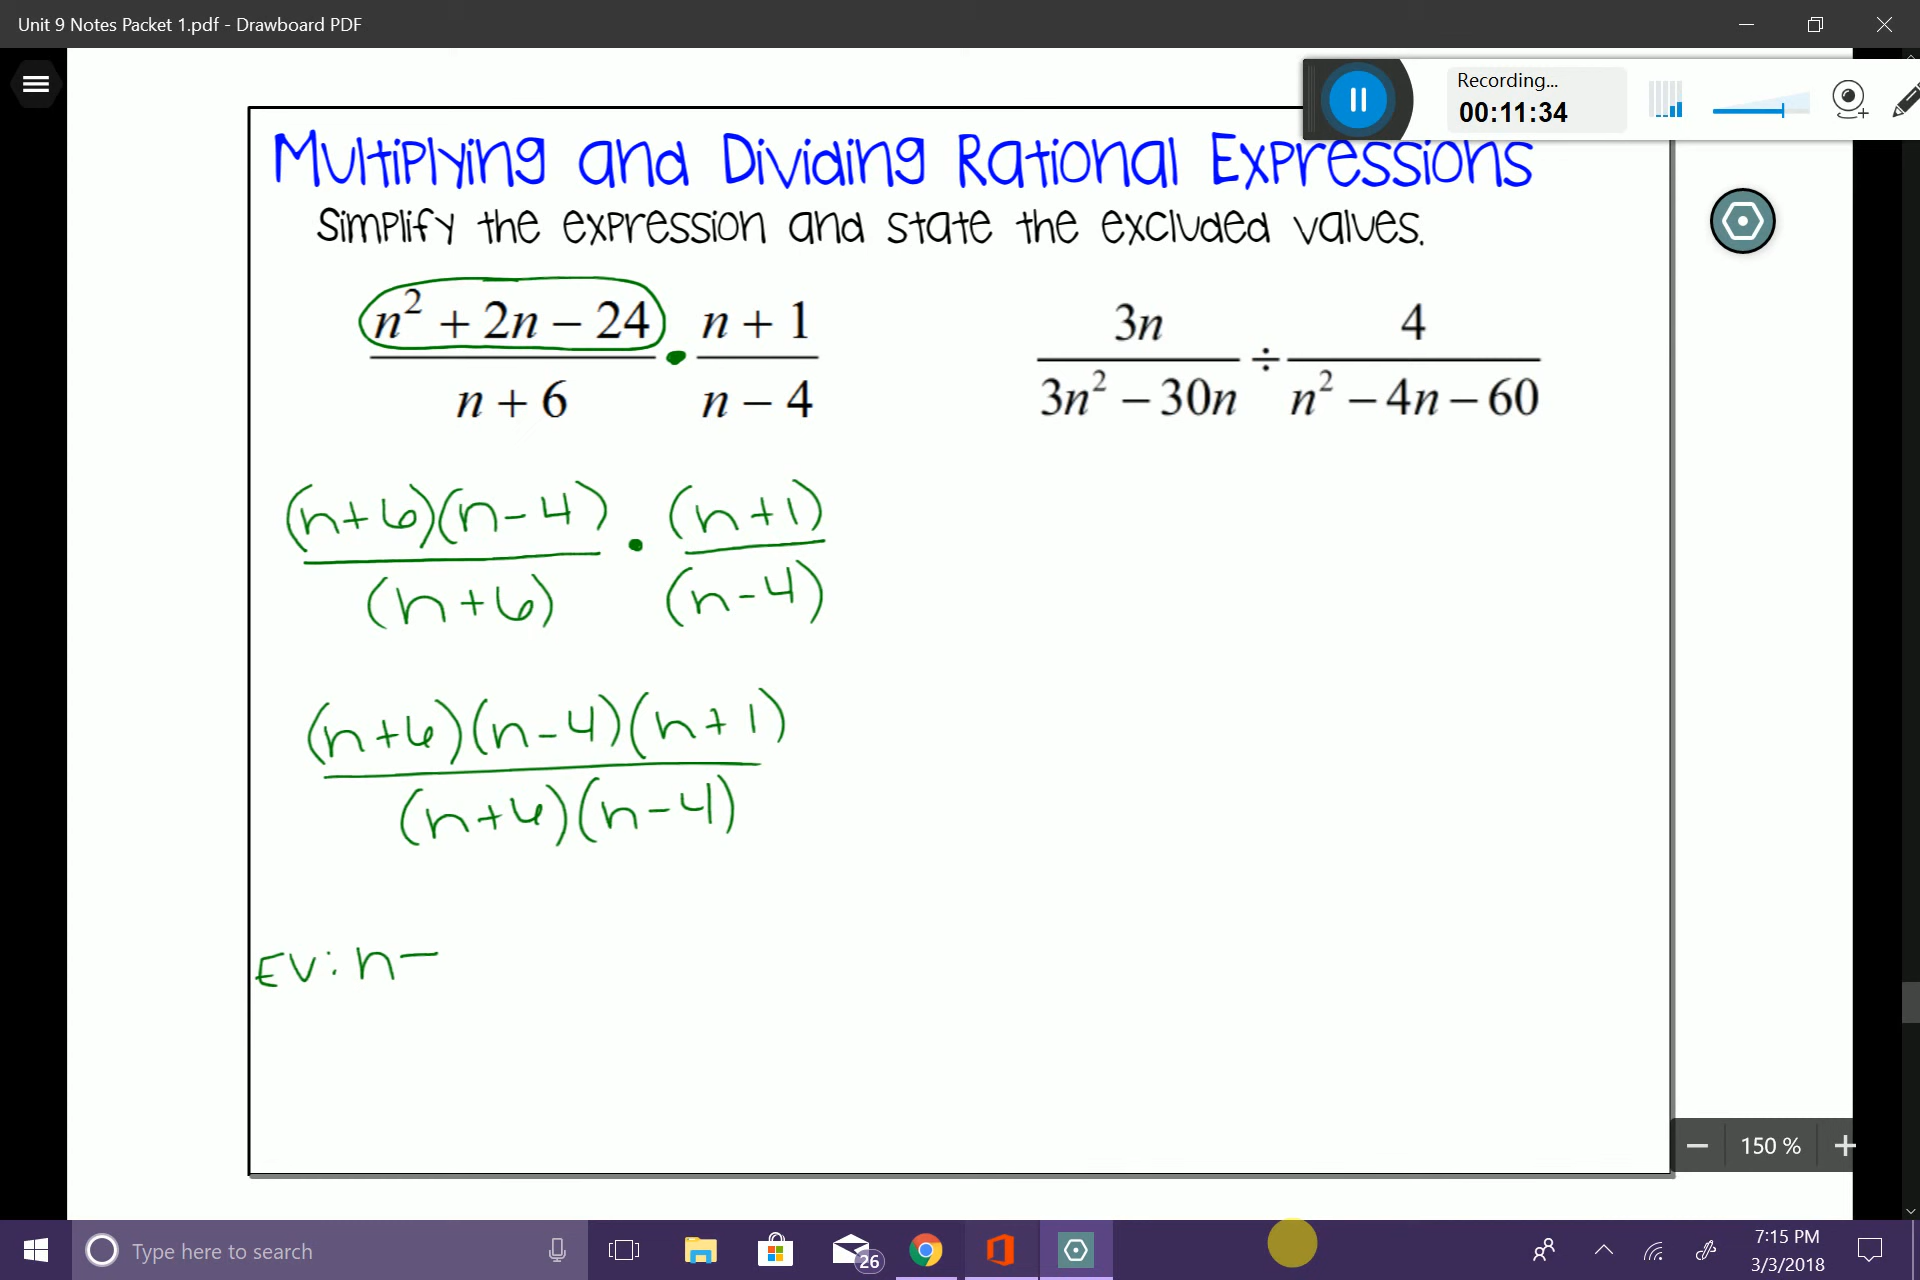 Unit 9 Notes Packet 1.pdf - Drawboard PDF
Recording...
00:11:34
Multiplying and Dividing Rational Expressions
Simplify the expression and state the excluded values.
n² + 2n − 24 · n + 1
n + 6 n − 4
3n ÷ 4
3n² − 30n n² − 4n − 60
(n+6)(n-4) · (n+1)
(n+6) (n-4)
(n+6)(n-4)(n+1)
(n+6)(n-4)
EV: n −
150 %
Type here to search
26
7:15 PM
3/3/2018